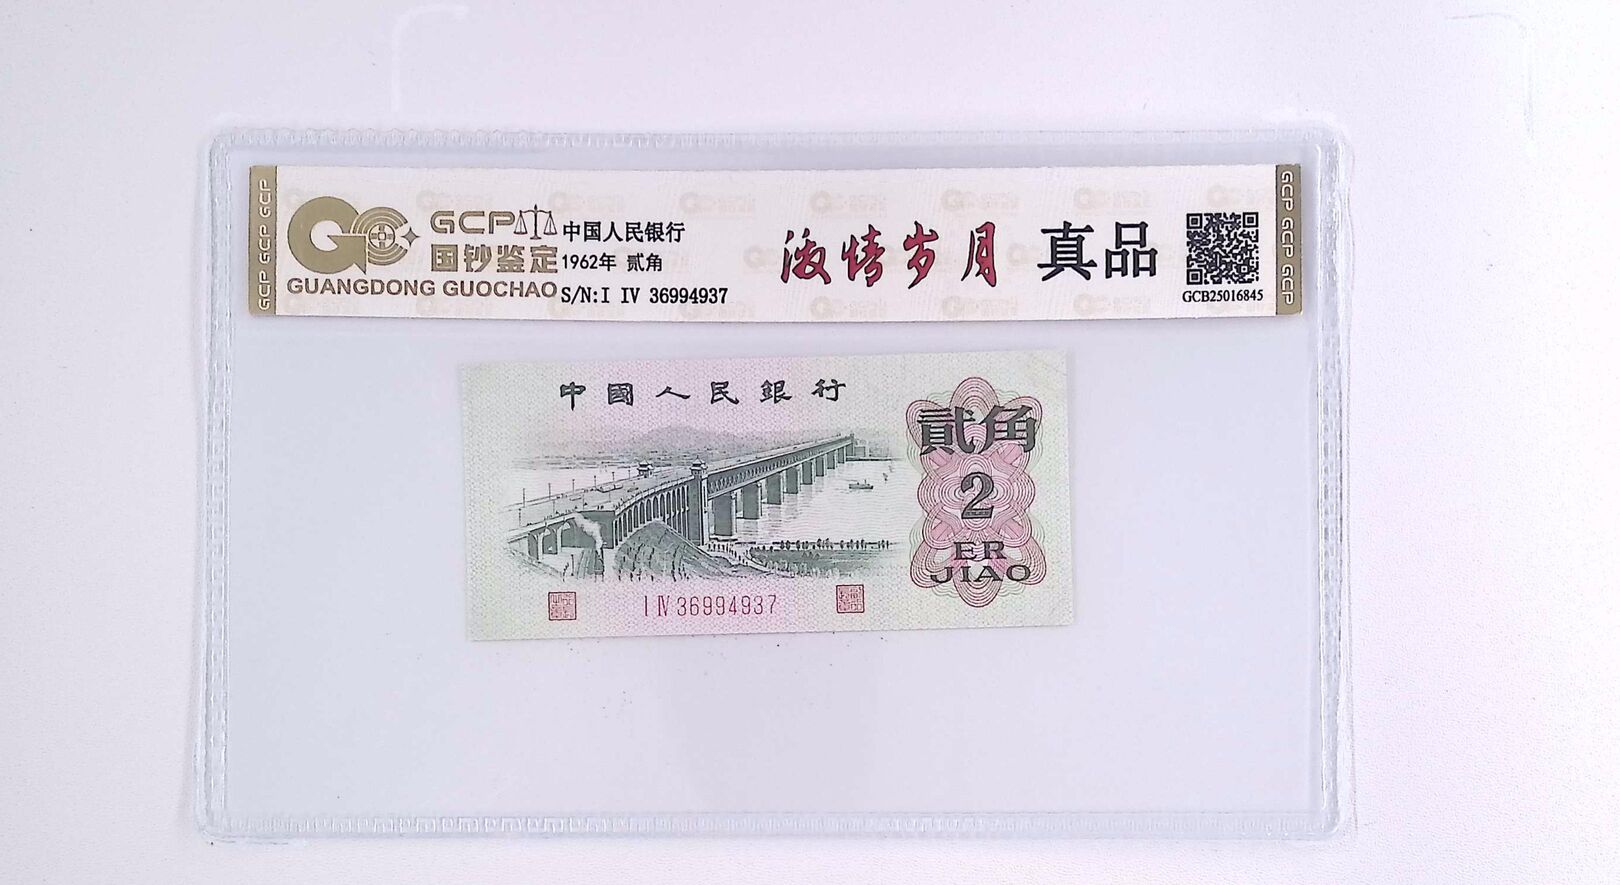 GCP GCP GCP
GCP
国钞鉴定
GUANGDONG GUOCHAO
中国人民银行
1962年 贰角
S/N:I IV 36994937
激情岁月
真品
GCB25016845
GCP GCP GCP
中國人民銀行
貳角
2
ER
JIAO
I IV 36994937